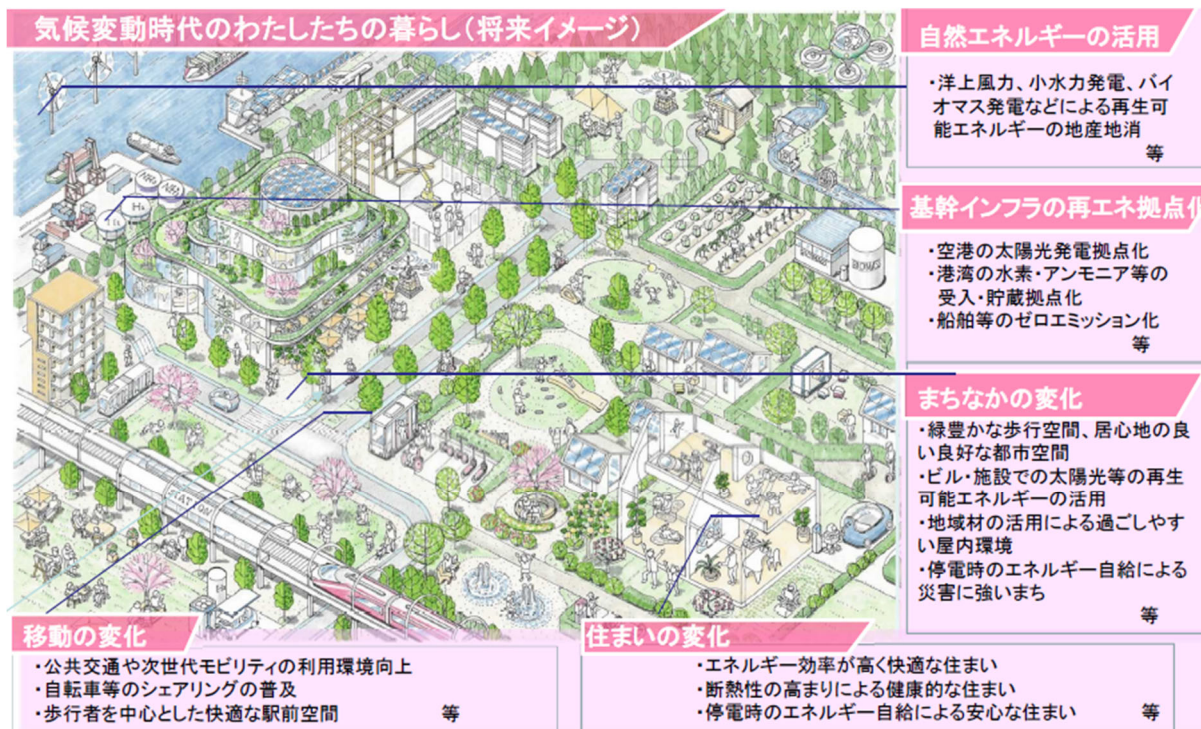 気候変動時代のわたしたちの暮らし(将来イメージ)
自然エネルギーの活用
・洋上風力、小水力発電、バイ
オマス発電などによる再生可
能エネルギーの地産地消
等
基幹インフラの再エネ拠点化
・空港の太陽光発電拠点化
・港湾の水素・アンモニア等の
受入・貯蔵拠点化
・船舶等のゼロエミッション化
等
まちなかの変化
・緑豊かな歩行空間、居心地の良
い良好な都市空間
・ビル・施設での太陽光等の再生
可能エネルギーの活用
・地域材の活用による過ごしやす
い屋内環境
・停電時のエネルギー自給による
災害に強いまち
等
移動の変化
・公共交通や次世代モビリティの利用環境向上
・自転車等のシェアリングの普及
・歩行者を中心とした快適な駅前空間 等
住まいの変化
・エネルギー効率が高く快適な住まい
・断熱性の高まりによる健康的な住まい
・停電時のエネルギー自給による安心な住まい 等
STATION
H₂